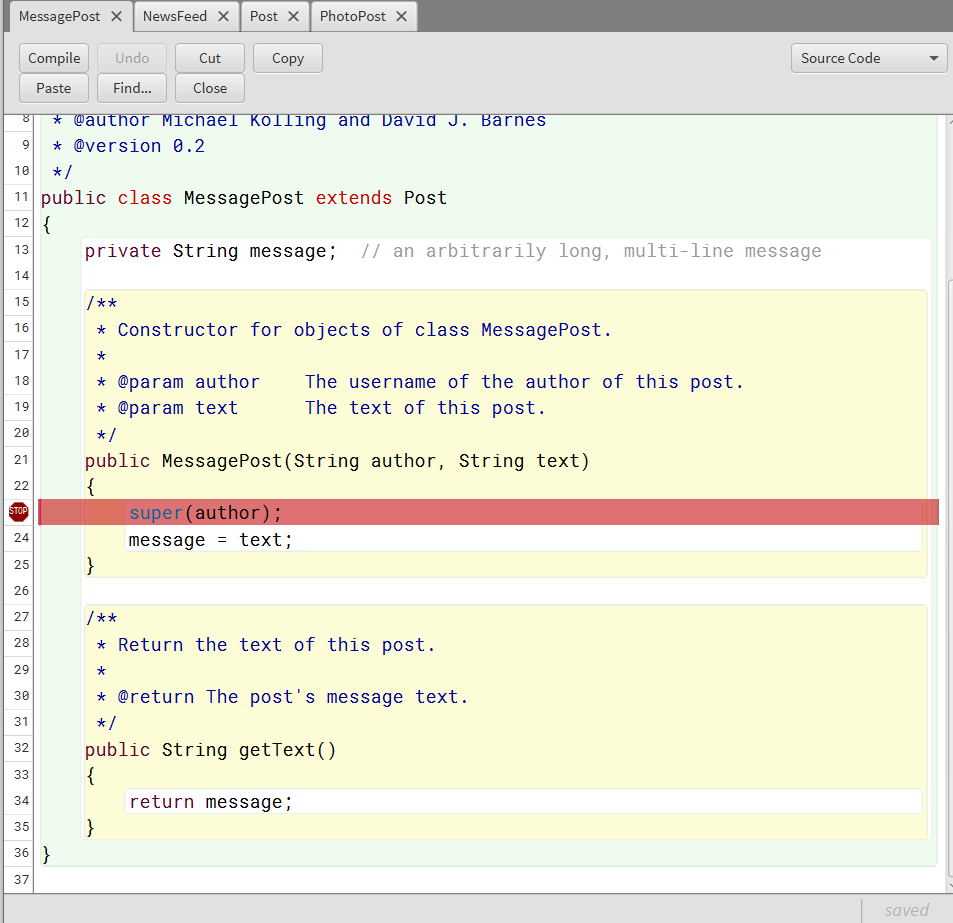 MessagePost NewsFeed Post PhotoPost
Compile Undo Cut Copy Source Code
Paste Find... Close
8 * @author Michael Kölling and David J. Barnes
9 * @version 0.2
10 */
11 public class MessagePost extends Post
12 {
13 private String message; // an arbitrarily long, multi-line message
14
15 /**
16 * Constructor for objects of class MessagePost.
17 *
18 * @param author The username of the author of this post.
19 * @param text The text of this post.
20 */
21 public MessagePost(String author, String text)
22 {
STOP super(author);
24 message = text;
25 }
26
27 /**
28 * Return the text of this post.
29 *
30 * @return The post's message text.
31 */
32 public String getText()
33 {
34 return message;
35 }
36 }
37
saved